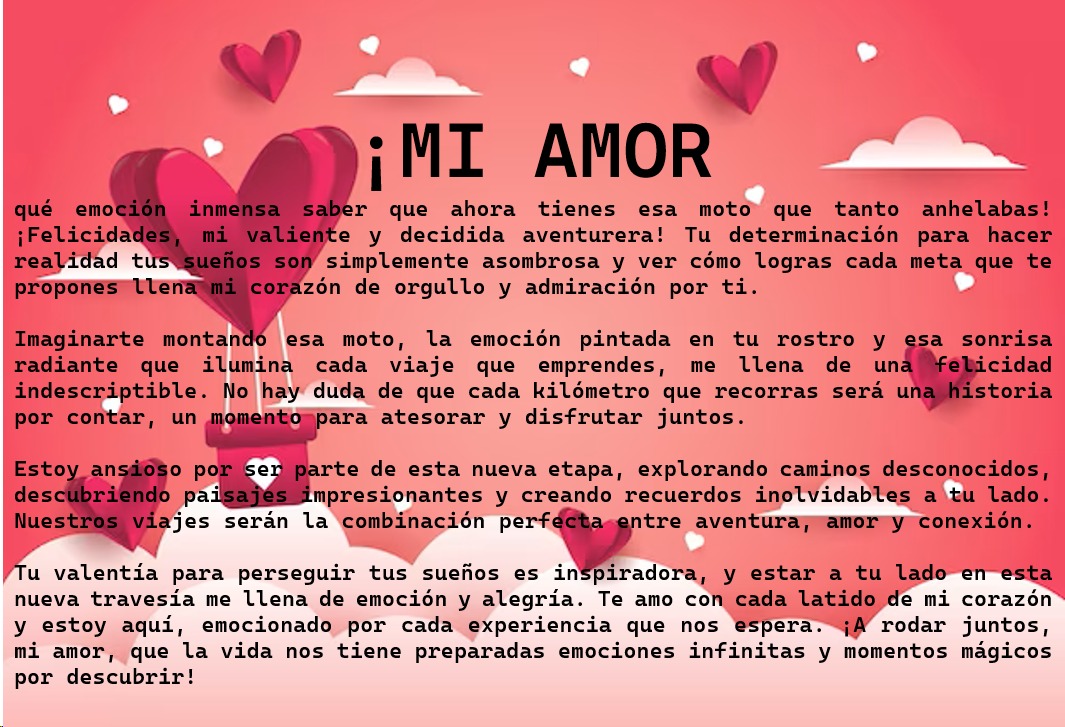 ¡MI AMOR
qué emoción inmensa saber que ahora tienes esa moto que tanto anhelabas!
¡Felicidades, mi valiente y decidida aventurera! Tu determinación para hacer
realidad tus sueños son simplemente asombrosa y ver cómo logras cada meta que te
propones llena mi corazón de orgullo y admiración por ti.
Imaginarte montando esa moto, la emoción pintada en tu rostro y esa sonrisa
radiante que ilumina cada viaje que emprendes, me llena de una felicidad
indescriptible. No hay duda de que cada kilómetro que recorras será una historia
por contar, un momento para atesorar y disfrutar juntos.
Estoy ansioso por ser parte de esta nueva etapa, explorando caminos desconocidos,
descubriendo paisajes impresionantes y creando recuerdos inolvidables a tu lado.
Nuestros viajes serán la combinación perfecta entre aventura, amor y conexión.
Tu valentía para perseguir tus sueños es inspiradora, y estar a tu lado en esta
nueva travesía me llena de emoción y alegría. Te amo con cada latido de mi corazón
y estoy aquí, emocionado por cada experiencia que nos espera. ¡A rodar juntos,
mi amor, que la vida nos tiene preparadas emociones infinitas y momentos mágicos
por descubrir!